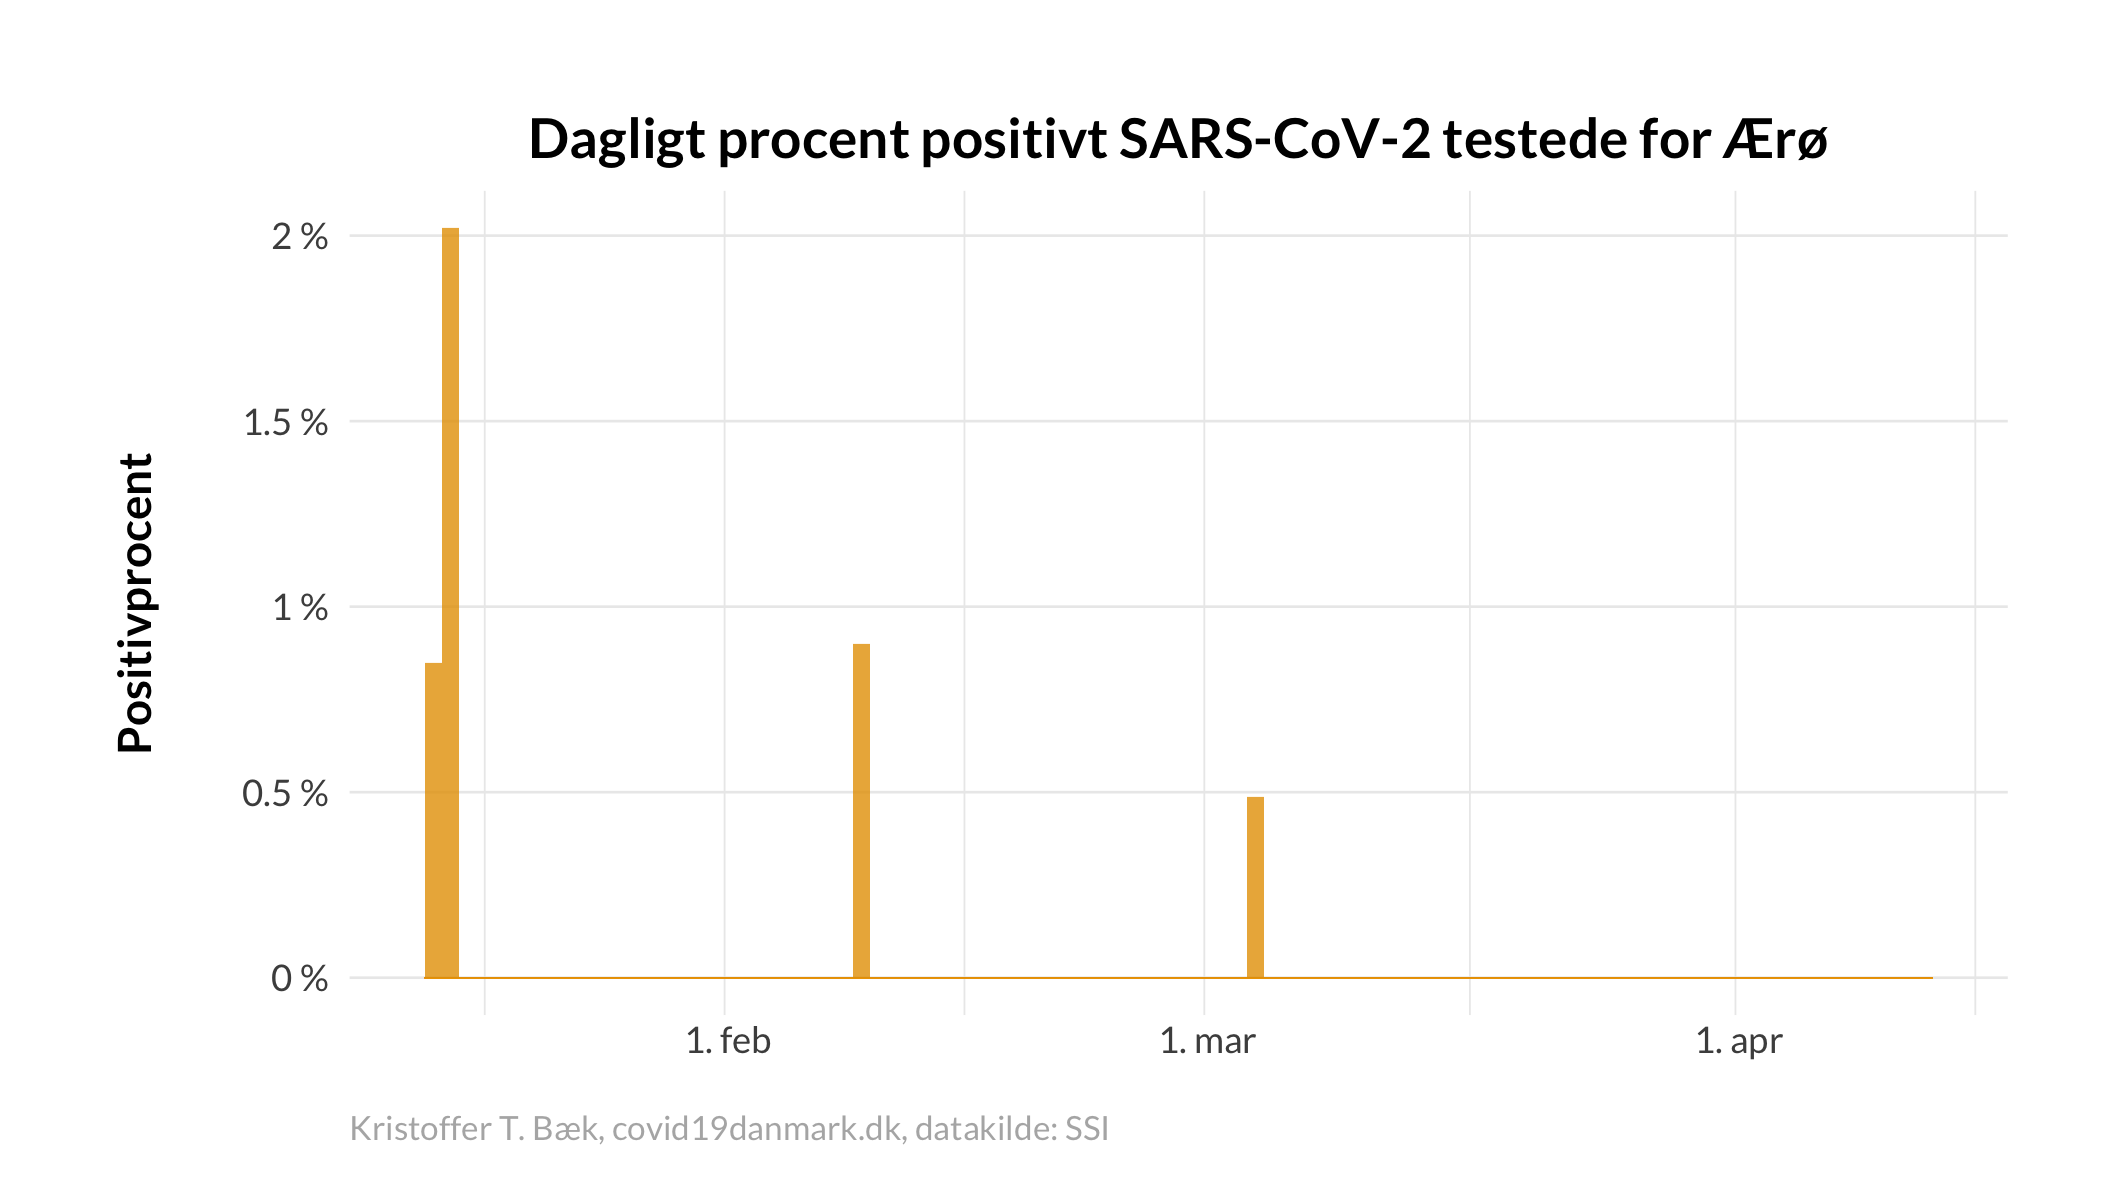 Dagligt procent positivt SARS-CoV-2 testede for Ærø
Positivprocent
2 %
1.5 %
1 %
0.5 %
0 %
1. feb
1. mar
1. apr
Kristoffer T. Bæk, covid19danmark.dk, datakilde: SSI